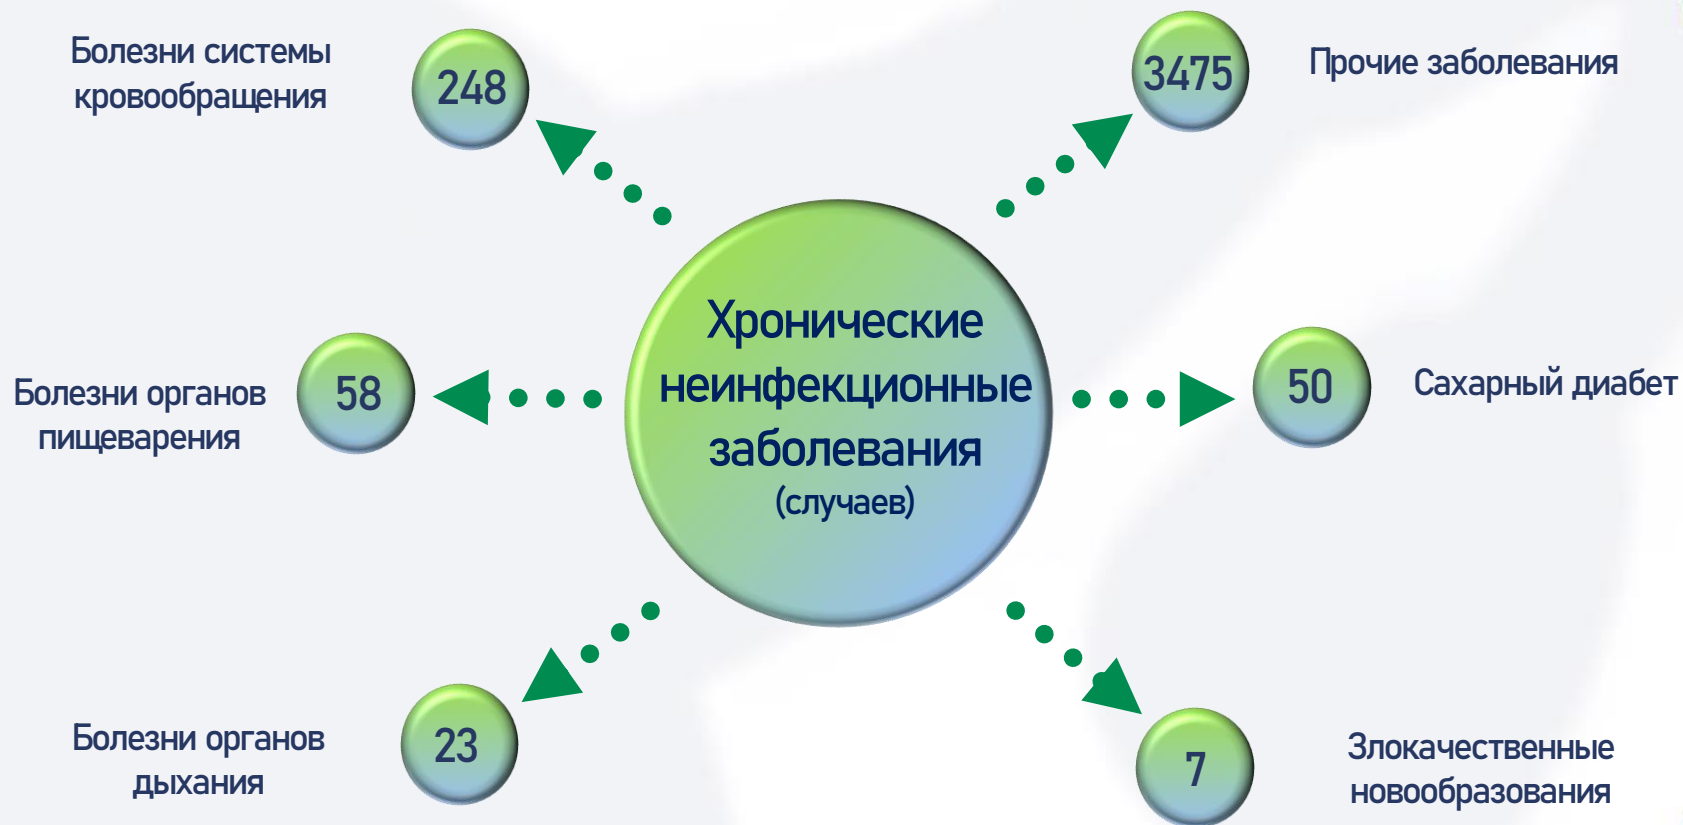 Болезни системы
кровообращения
248
3475
Прочие заболевания
Хронические
неинфекционные
заболевания
(случаев)
Болезни органов
пищеварения
58
50
Сахарный диабет
Болезни органов
дыхания
23
7
Злокачественные
новообразования